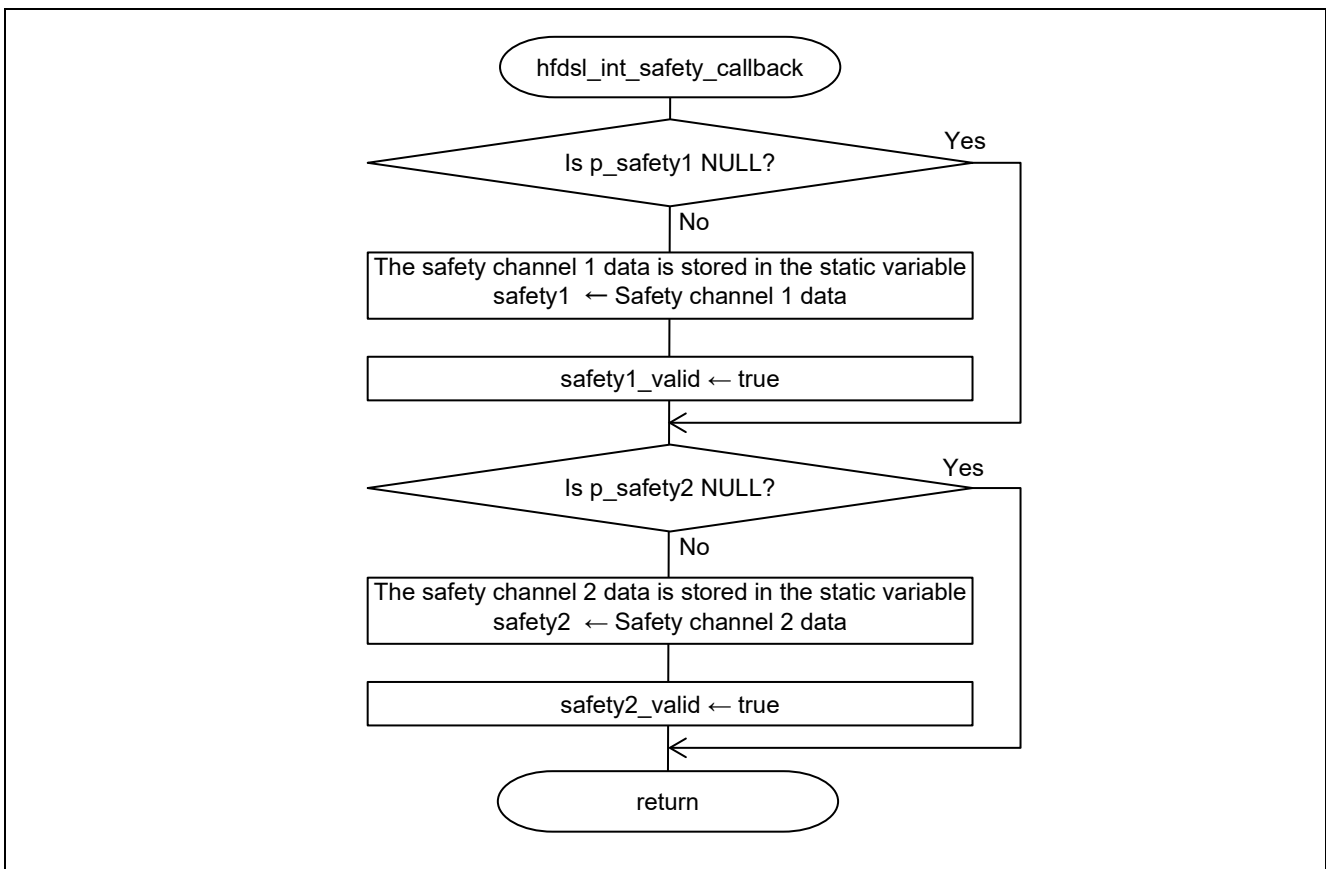 hfdsl_int_safety_callback
Yes
Is p_safety1 NULL?
No
The safety channel 1 data is stored in the static variable
safety1 ← Safety channel 1 data
safety1_valid ← true
Yes
Is p_safety2 NULL?
No
The safety channel 2 data is stored in the static variable
safety2 ← Safety channel 2 data
safety2_valid ← true
return